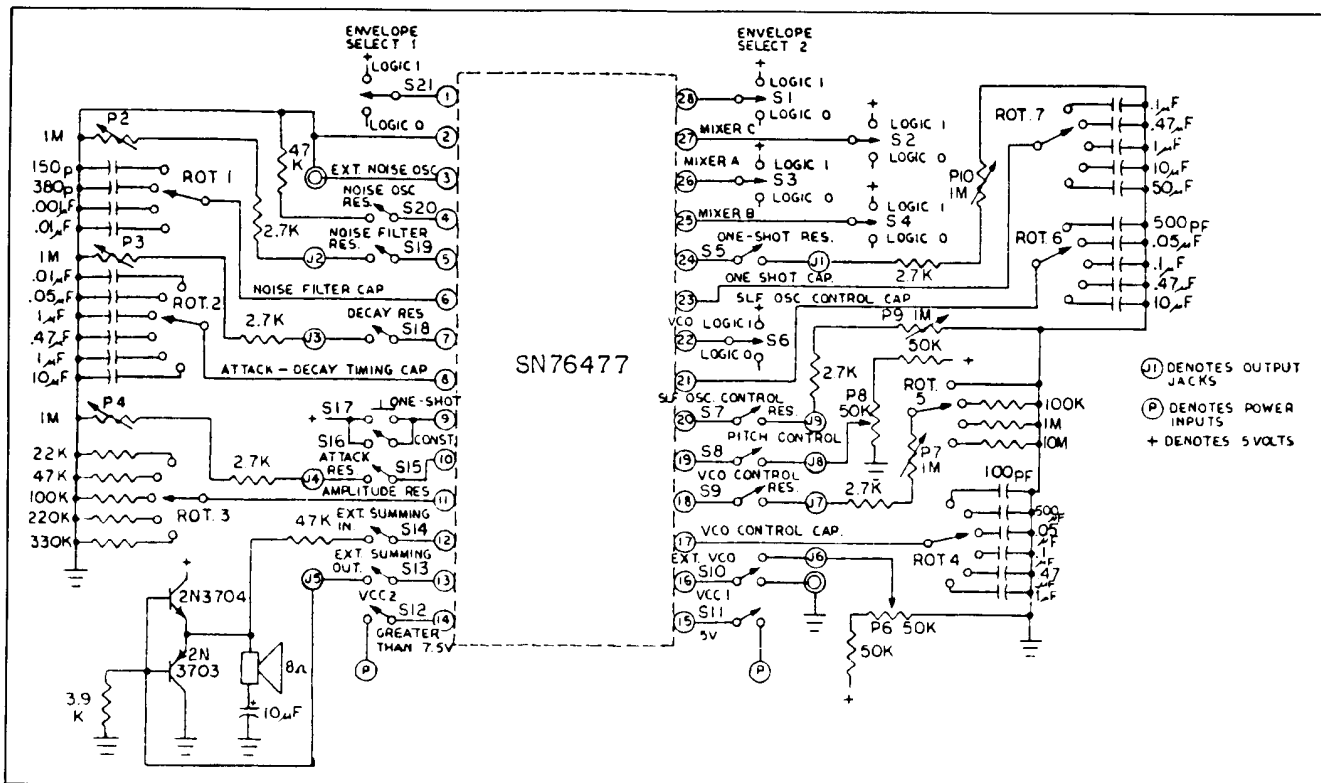 ENVELOPE
SELECT 1
+
LOGIC 1
S21
1
LOGIC 0
2
P2
1M
47
K
EXT. NOISE OSC
3
150p
380p
.001µF
.01µF
ROT. 1
NOISE OSC
RES.
S20
4
2.7K
NOISE FILTER
RES.
J2
S19
5
P3
1M
.01µF
.05µF
.1µF
.47µF
1µF
10µF
ROT. 2
NOISE FILTER CAP
6
2.7K
J3
DECAY RES
S18
7
ATTACK-DECAY TIMING CAP
8
P4
1M
+
S17
ONE-SHOT
9
S16
CONST.
ATTACK
RES
S15
10
2.7K
J4
22K
47K
100K
220K
330K
ROT. 3
AMPLITUDE RES
11
47K
EXT. SUMMING
IN.
S14
12
EXT. SUMMING
OUT.
J5
S13
13
VCC2
S12
14
GREATER
THAN 7.5V
P
+
2N3704
2N
3703
8Ω
+
10µF
3.9
K
SN76477
ENVELOPE
SELECT 2
+
LOGIC 1
28
S1
LOGIC 0
+
LOGIC 1
27
MIXER C
S2
LOGIC 0
MIXER A
+
LOGIC 1
26
S3
LOGIC 0
+
LOGIC 1
25
MIXER B
S4
LOGIC 0
ONE-SHOT RES.
24
S5
J1
2.7K
P10
1M
ROT. 7
.1µF
.47µF
1µF
10µF
50µF
23
ONE SHOT CAP.
ROT. 6
500PF
.05µF
.1µF
.47µF
10µF
SLF OSC CONTROL CAP
VCO
LOGIC 1
+
22
S6
LOGIC 0
21
P9 1M
50K
+
2.7K
SLF OSC. CONTROL
RES.
20
S7
J9
P8
50K
PITCH CONTROL
19
S8
J8
ROT.
5
100K
1M
10M
P7
1M
VCO CONTROL
RES.
18
S9
J7
2.7K
17
VCO CONTROL CAP.
ROT 4
100PF
500
µF
.05
µF
.1
µF
.47
µF
1µF
EXT. VCO
J6
16
S10
VCC 1
15
S11
5V
P
P6 50K
50K
+
J1 DENOTES OUTPUT
JACKS
P DENOTES POWER
INPUTS
+ DENOTES 5 VOLTS